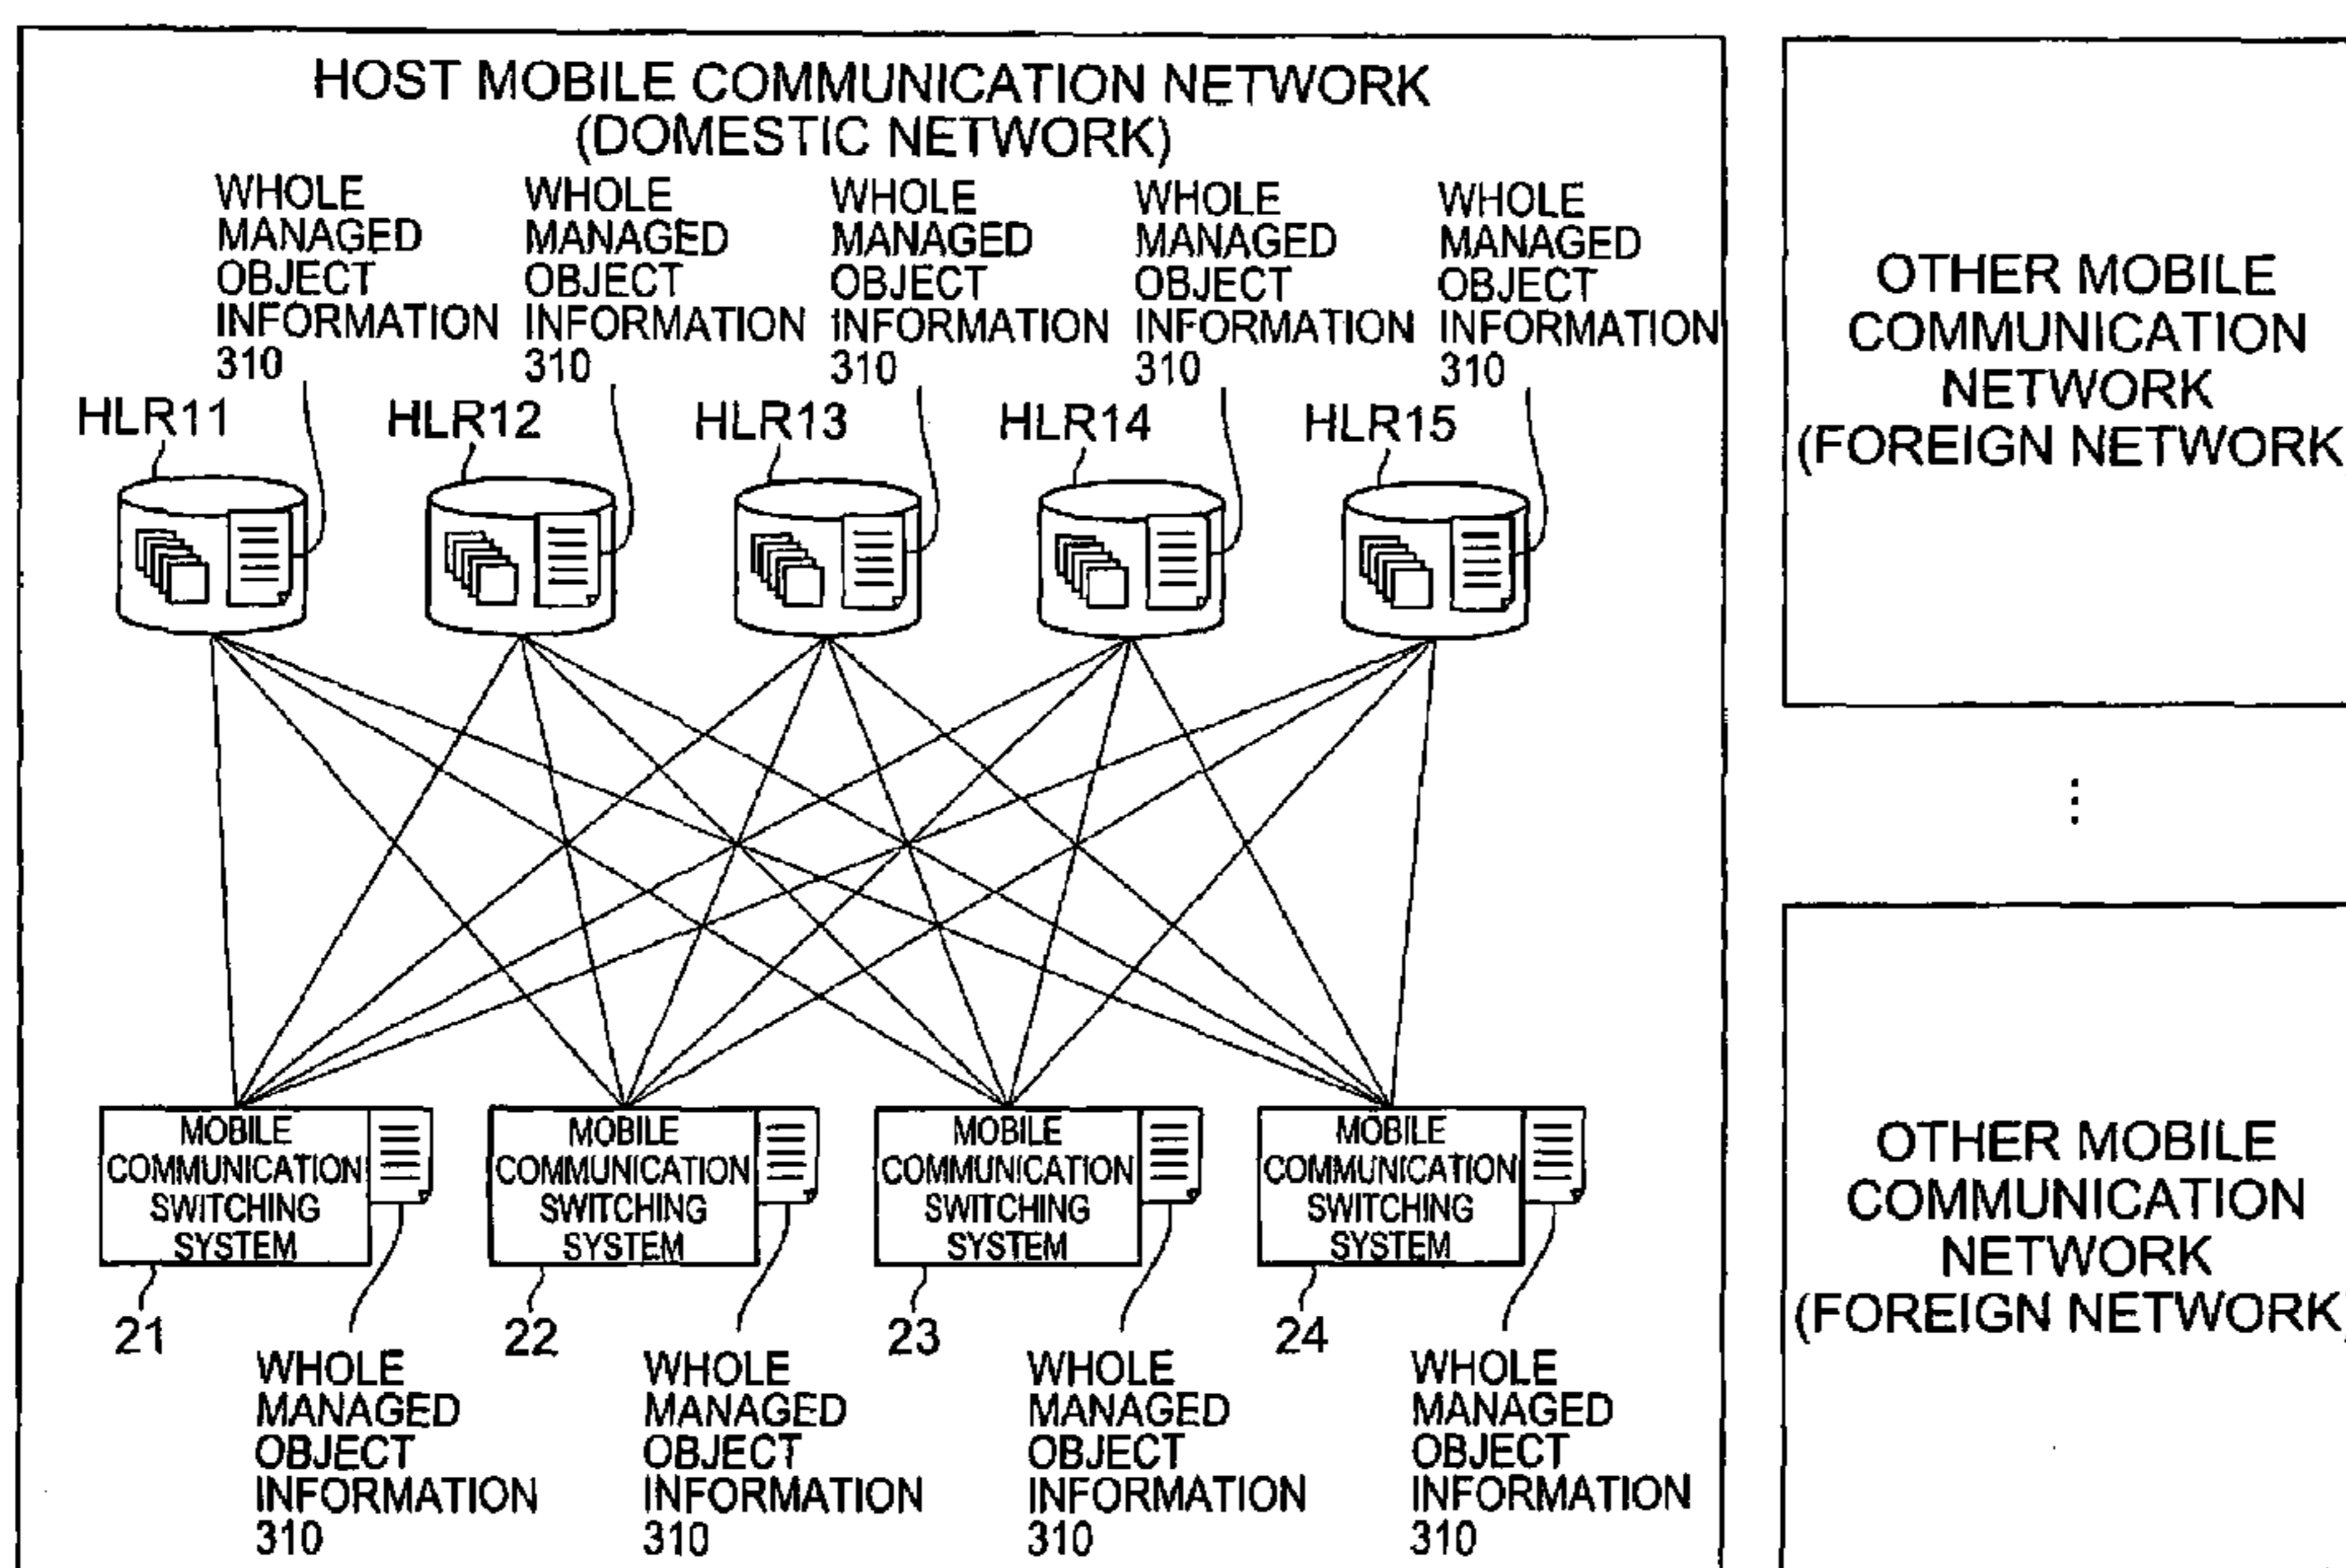 HOST MOBILE COMMUNICATION NETWORK
(DOMESTIC NETWORK)
WHOLE
MANAGED
OBJECT
INFORMATION
310
WHOLE
MANAGED
OBJECT
INFORMATION
310
WHOLE
MANAGED
OBJECT
INFORMATION
310
WHOLE
MANAGED
OBJECT
INFORMATION
310
WHOLE
MANAGED
OBJECT
INFORMATION
310
HLR11
HLR12
HLR13
HLR14
HLR15
MOBILE
COMMUNICATION
SWITCHING
SYSTEM
21
MOBILE
COMMUNICATION
SWITCHING
SYSTEM
22
MOBILE
COMMUNICATION
SWITCHING
SYSTEM
23
MOBILE
COMMUNICATION
SWITCHING
SYSTEM
24
WHOLE
MANAGED
OBJECT
INFORMATION
310
WHOLE
MANAGED
OBJECT
INFORMATION
310
WHOLE
MANAGED
OBJECT
INFORMATION
310
WHOLE
MANAGED
OBJECT
INFORMATION
310
OTHER MOBILE
COMMUNICATION
NETWORK
(FOREIGN NETWORK
OTHER MOBILE
COMMUNICATION
NETWORK
(FOREIGN NETWORK)